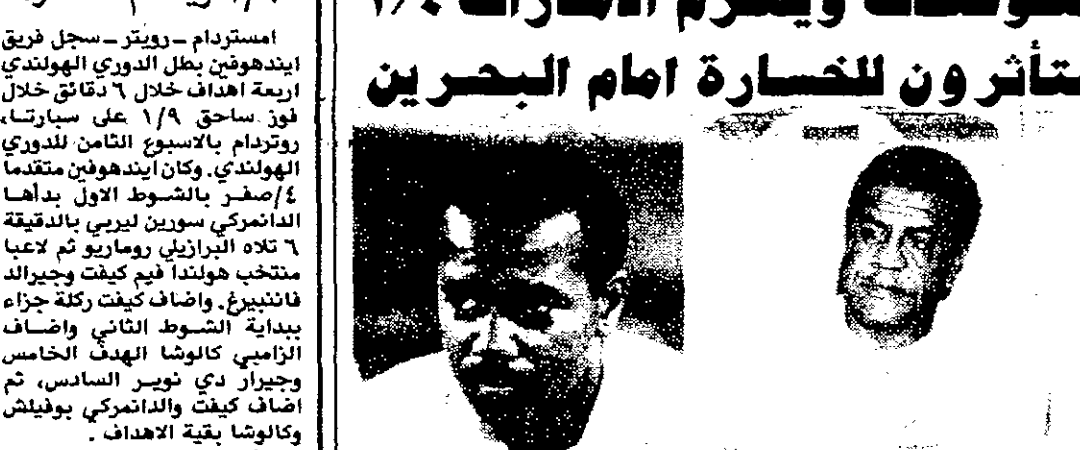 ويهزم الامارات
متأثرون للخسارة امام البحرين
امستردام ـ رويتر ـ سجل فريق
ايندهوفين بطل الدوري الهولندي
اربعة اهداف خلال ٦ دقائق خلال
فوز ساحق ١/٩ على سبارتا،
روتردام بالاسبوع الثامن للدوري
الهولندي. وكان ايندهوفين متقدما
٤/صفر بالشوط الاول بدأها
الدانمركي سورين ليربي بالدقيقة
٦ تلاه البرازيلي روماريو ثم لاعبا
منتخب هولندا فيم كيفت وجيرالد
فاننبيرغ. واضاف كيفت ركلة جزاء
ببداية الشوط الثاني واضاف
الزامبي كالوشا الهدف الخامس
وجيرار دي نوير السادس، ثم
اضاف كيفت والدانمركي بوفيلش
وكالوشا بقية الاهداف .